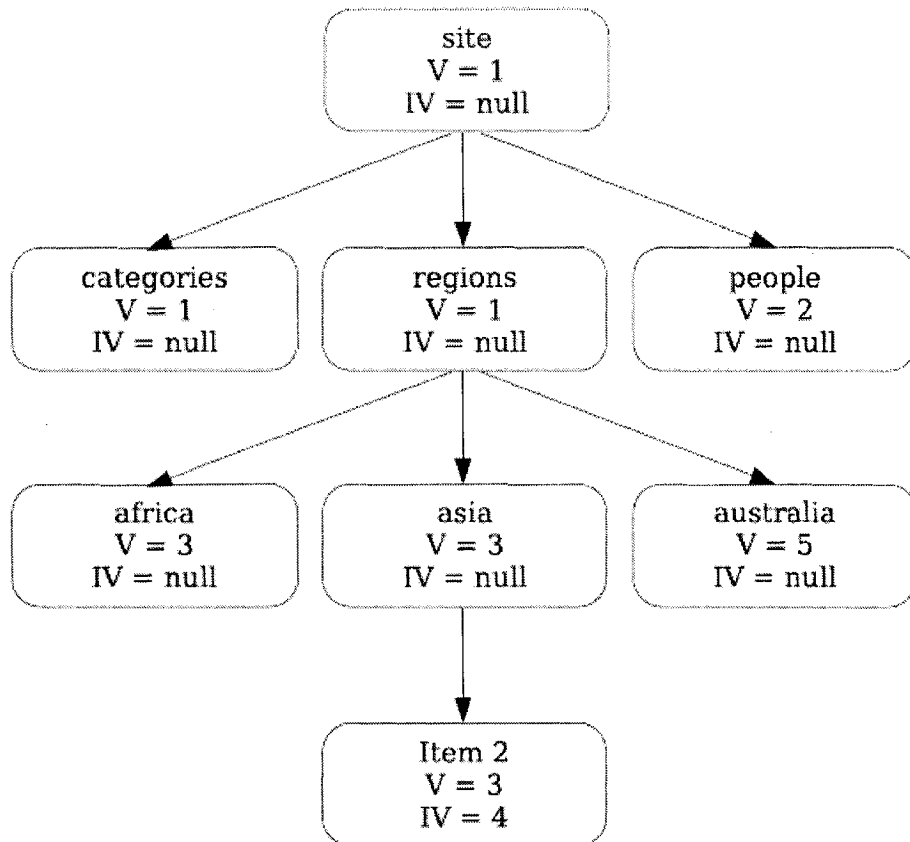 site
V = 1
IV = null
categories
V = 1
IV = null
regions
V = 1
IV = null
people
V = 2
IV = null
africa
V = 3
IV = null
asia
V = 3
IV = null
australia
V = 5
IV = null
Item 2
V = 3
IV = 4